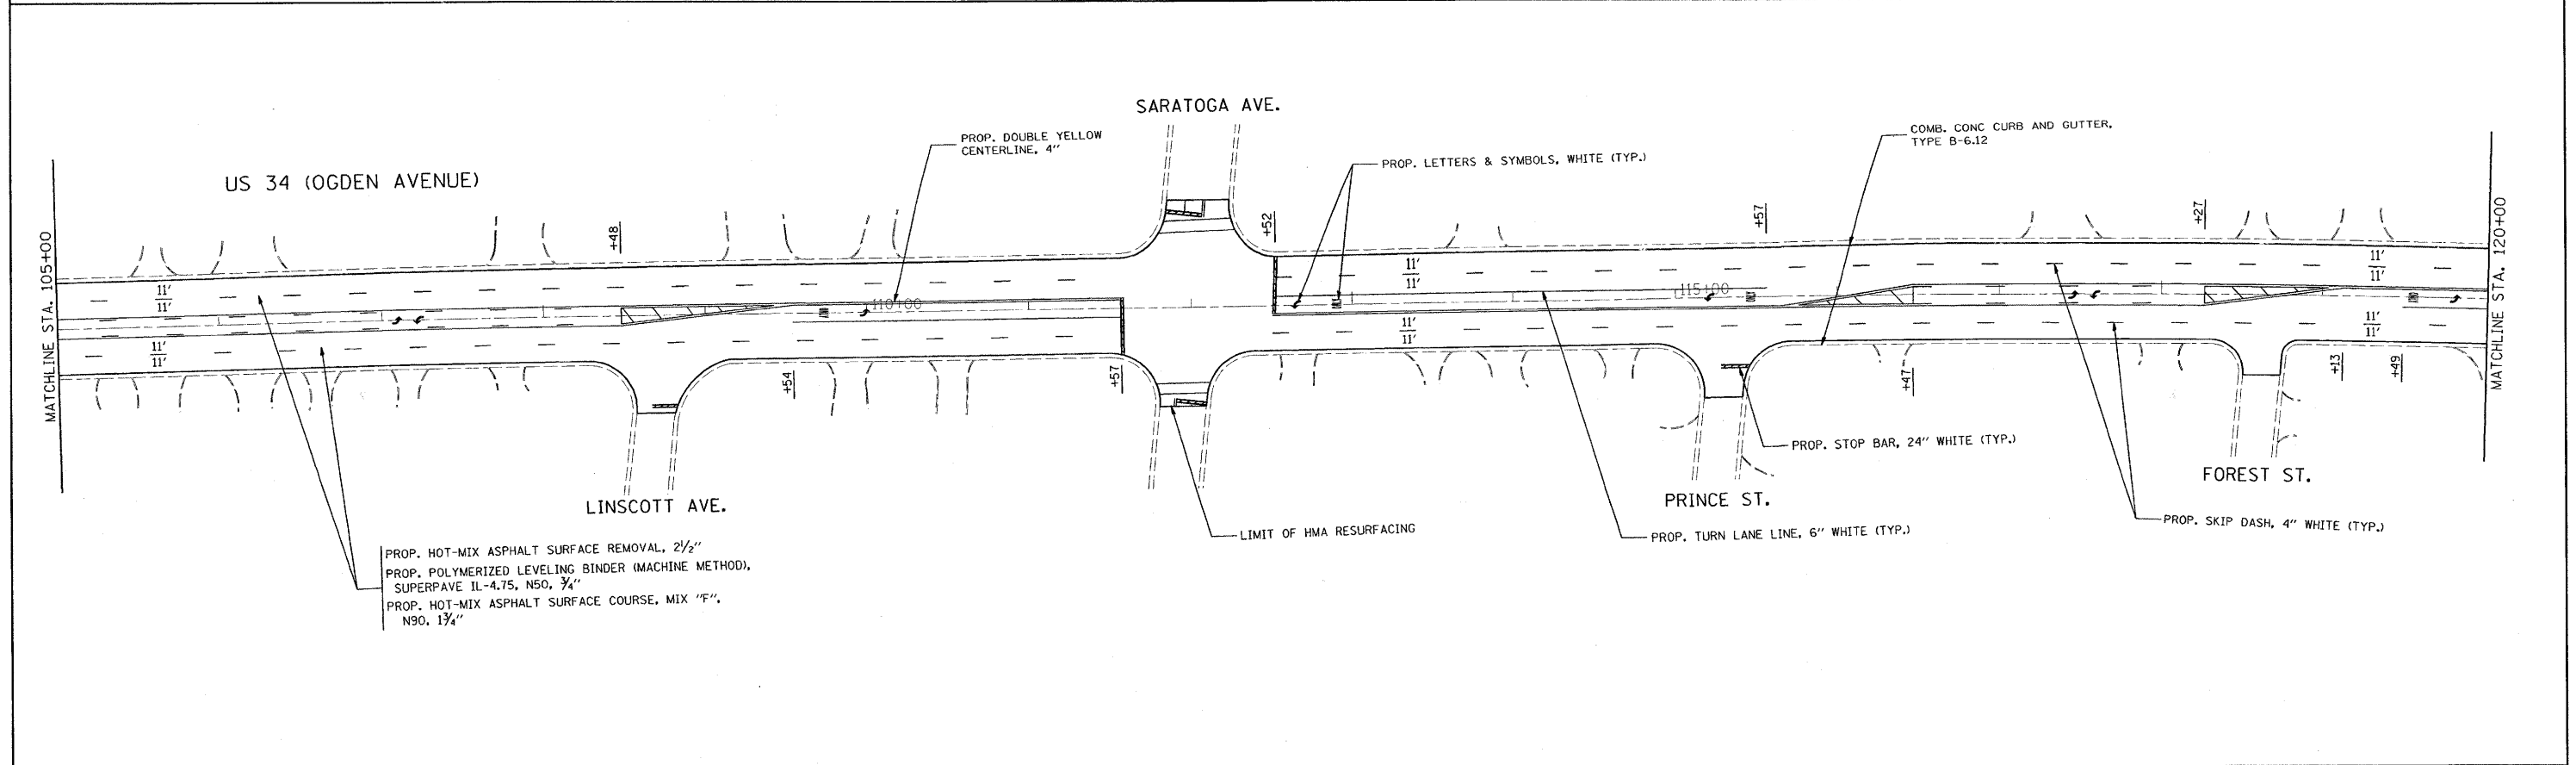 SARATOGA AVE.
PROP. DOUBLE YELLOW
CENTERLINE, 4"
COMB. CONC CURB AND GUTTER,
TYPE B-6.12
PROP. LETTERS & SYMBOLS, WHITE (TYP.)
US 34 (OGDEN AVENUE)
+48
+52
+57
+27
MATCHLINE STA. 105+00
MATCHLINE STA. 120+00
11'
11'
11'
11'
11'
11'
110+00
115+00
11'
11'
11'
11'
11'
11'
+54
+57
+47
+13
+49
PROP. STOP BAR, 24" WHITE (TYP.)
LINSCOTT AVE.
PRINCE ST.
FOREST ST.
LIMIT OF HMA RESURFACING
PROP. TURN LANE LINE, 6" WHITE (TYP.)
PROP. SKIP DASH, 4" WHITE (TYP.)
PROP. HOT-MIX ASPHALT SURFACE REMOVAL, 2½"
PROP. POLYMERIZED LEVELING BINDER (MACHINE METHOD),
SUPERPAVE IL-4.75, N50, ¾"
PROP. HOT-MIX ASPHALT SURFACE COURSE, MIX "F",
N90, 1¾"